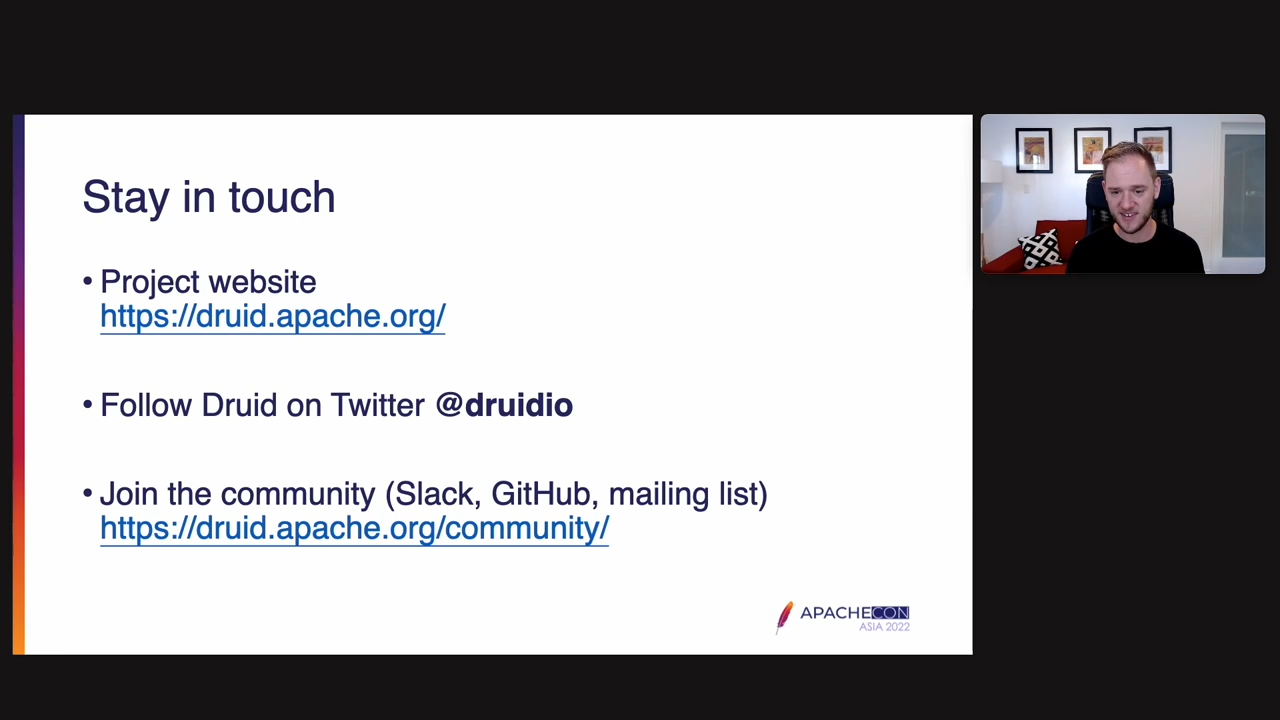 Stay in touch
• Project website
https://druid.apache.org/
• Follow Druid on Twitter @druidio
• Join the community (Slack, GitHub, mailing list)
https://druid.apache.org/community/
APACHECON
ASIA 2022